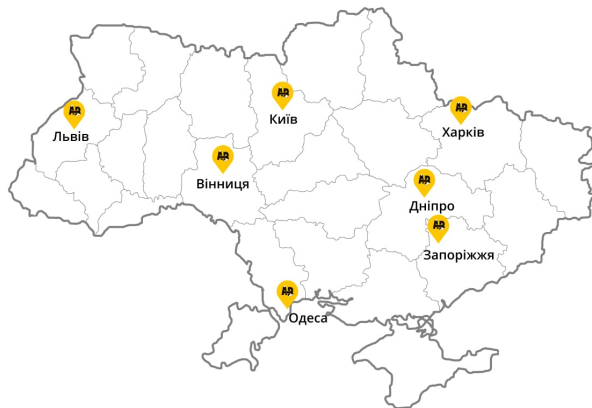 Київ
Львів
Харків
Вінниця
Дніпро
Запоріжжя
Одеса